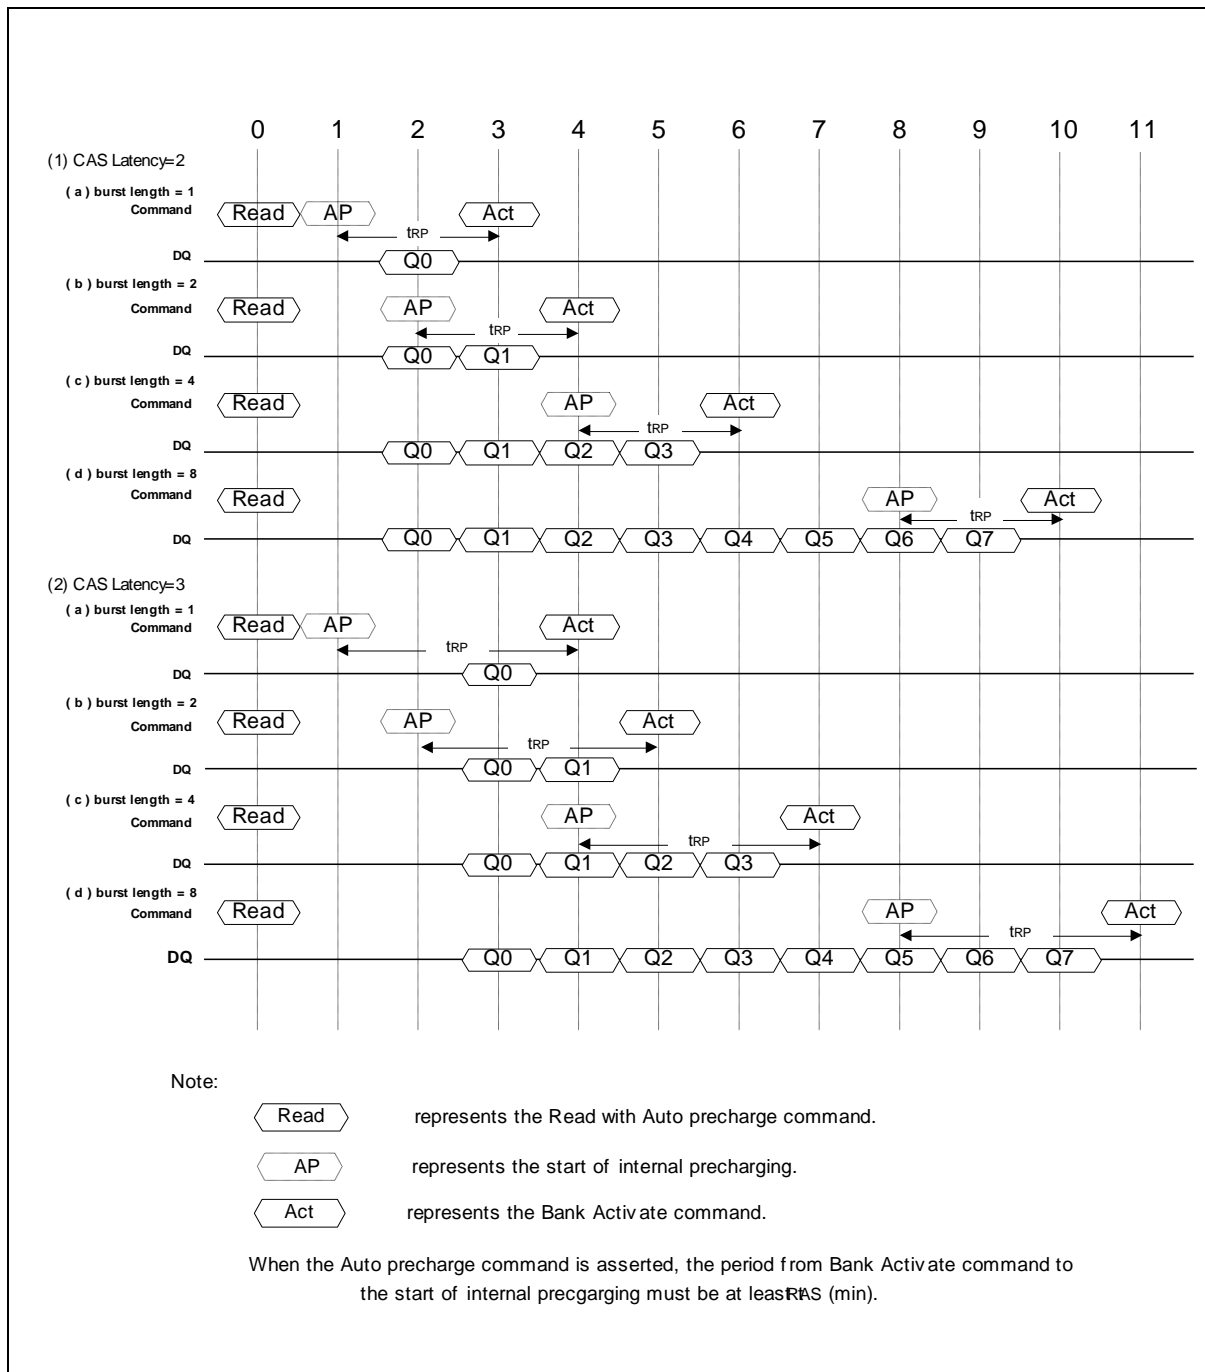 0 1 2 3 4 5 6 7 8 9 10 11
(1) CAS Latency=2
( a ) burst length = 1
Command Read AP Act
tRP
DQ Q0
( b ) burst length = 2
Command Read AP Act
tRP
DQ Q0 Q1
( c ) burst length = 4
Command Read AP Act
tRP
DQ Q0 Q1 Q2 Q3
( d ) burst length = 8
Command Read AP Act
tRP
DQ Q0 Q1 Q2 Q3 Q4 Q5 Q6 Q7
(2) CAS Latency=3
( a ) burst length = 1
Command Read AP Act
tRP
DQ Q0
( b ) burst length = 2
Command Read AP Act
tRP
DQ Q0 Q1
( c ) burst length = 4
Command Read AP Act
tRP
DQ Q0 Q1 Q2 Q3
( d ) burst length = 8
Command Read AP Act
tRP
DQ Q0 Q1 Q2 Q3 Q4 Q5 Q6 Q7
Note:
Read represents the Read with Auto precharge command.
AP represents the start of internal precharging.
Act represents the Bank Activate command.
When the Auto precharge command is asserted, the period from Bank Activate command to
the start of internal precgarging must be at least tRAS (min).